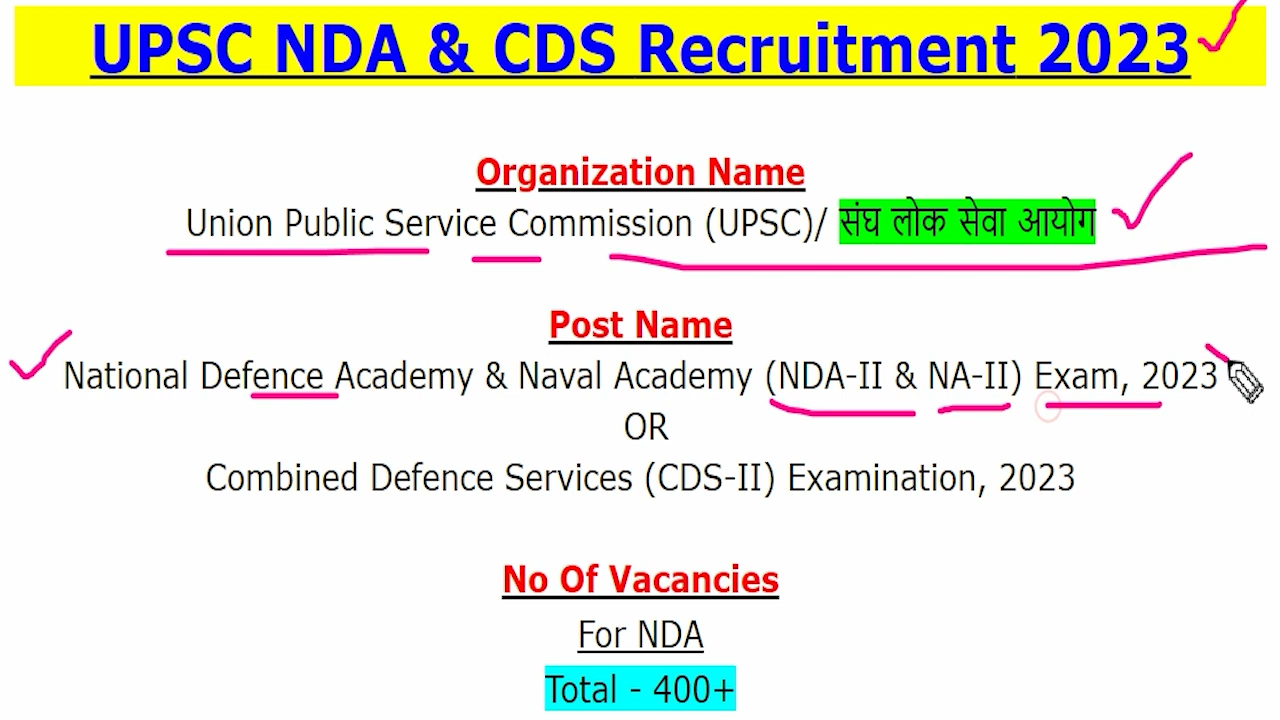 UPSC NDA & CDS Recruitment 2023
Organization Name
Union Public Service Commission (UPSC)/ संघ लोक सेवा आयोग
Post Name
National Defence Academy & Naval Academy (NDA-II & NA-II) Exam, 2023
OR
Combined Defence Services (CDS-II) Examination, 2023
No Of Vacancies
For NDA
Total - 400+